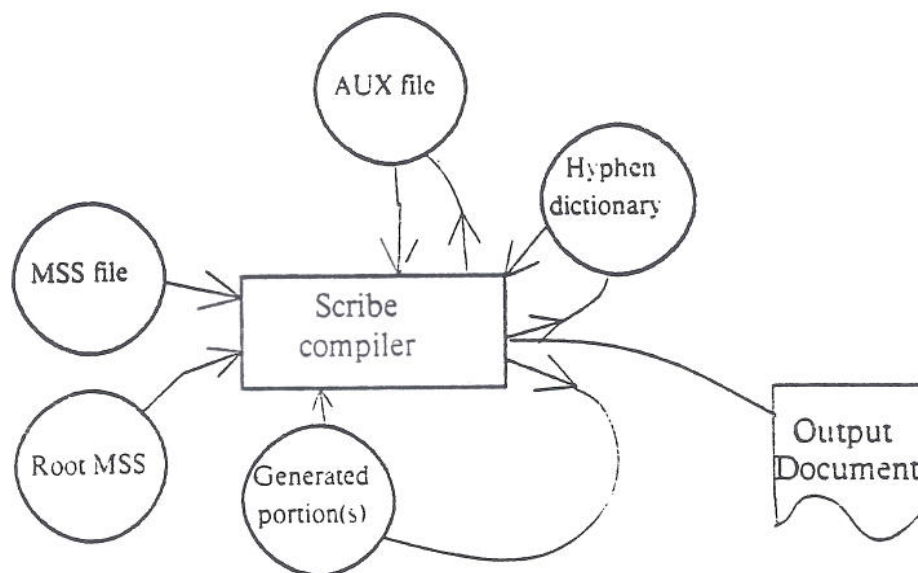 AUX file
Hyphen
dictionary
MSS file
Scribe
compiler
Root MSS
Generated
portion(s)
Output
Document